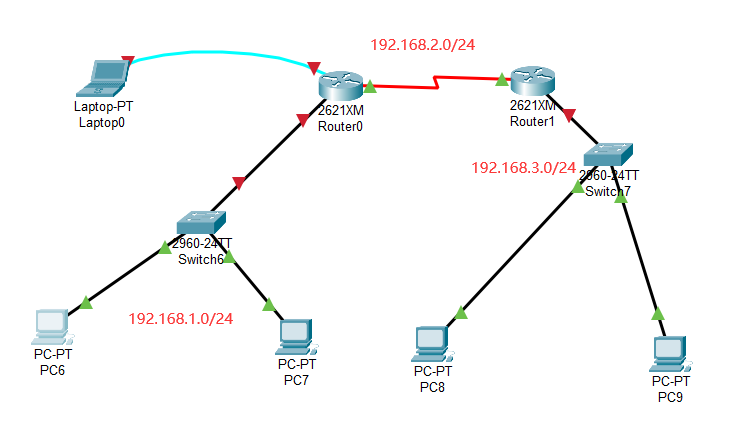 192.168.2.0/24
Laptop-PT
Laptop0
2621XM
Router0
2621XM
Router1
192.168.3.0/24
2960-24TT
Switch7
2960-24TT
Switch6
192.168.1.0/24
PC-PT
PC6
PC-PT
PC7
PC-PT
PC8
PC-PT
PC9